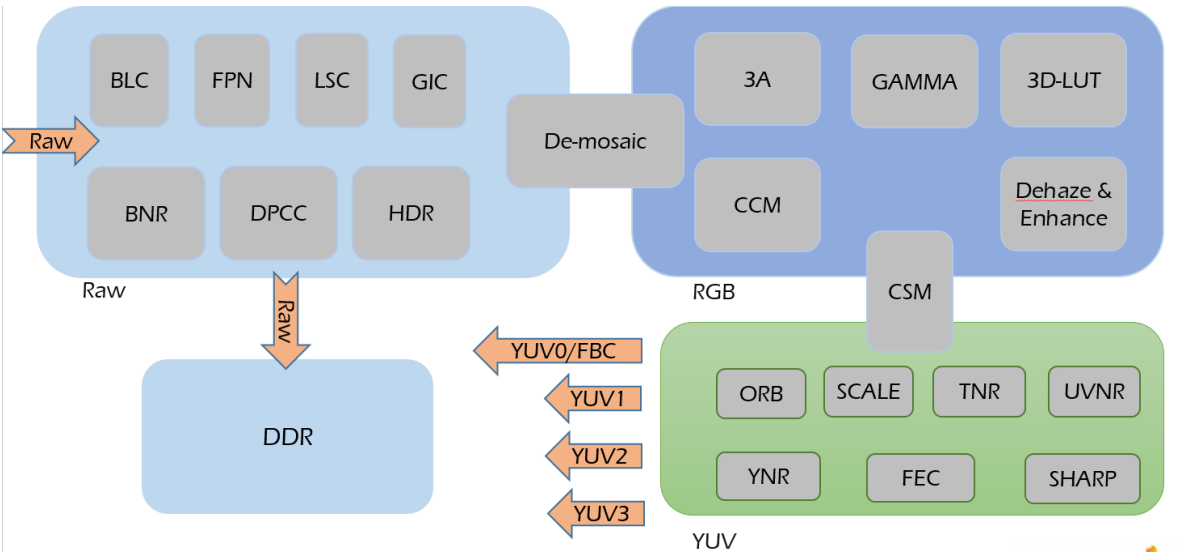 BLC
FPN
LSC
GIC
Raw
BNR
DPCC
HDR
Raw
De-mosaic
3A
GAMMA
3D-LUT
CCM
Dehaze &
Enhance
RGB
CSM
Raw
DDR
YUV0/FBC
YUV1
YUV2
YUV3
ORB
SCALE
TNR
UVNR
YNR
FEC
SHARP
YUV